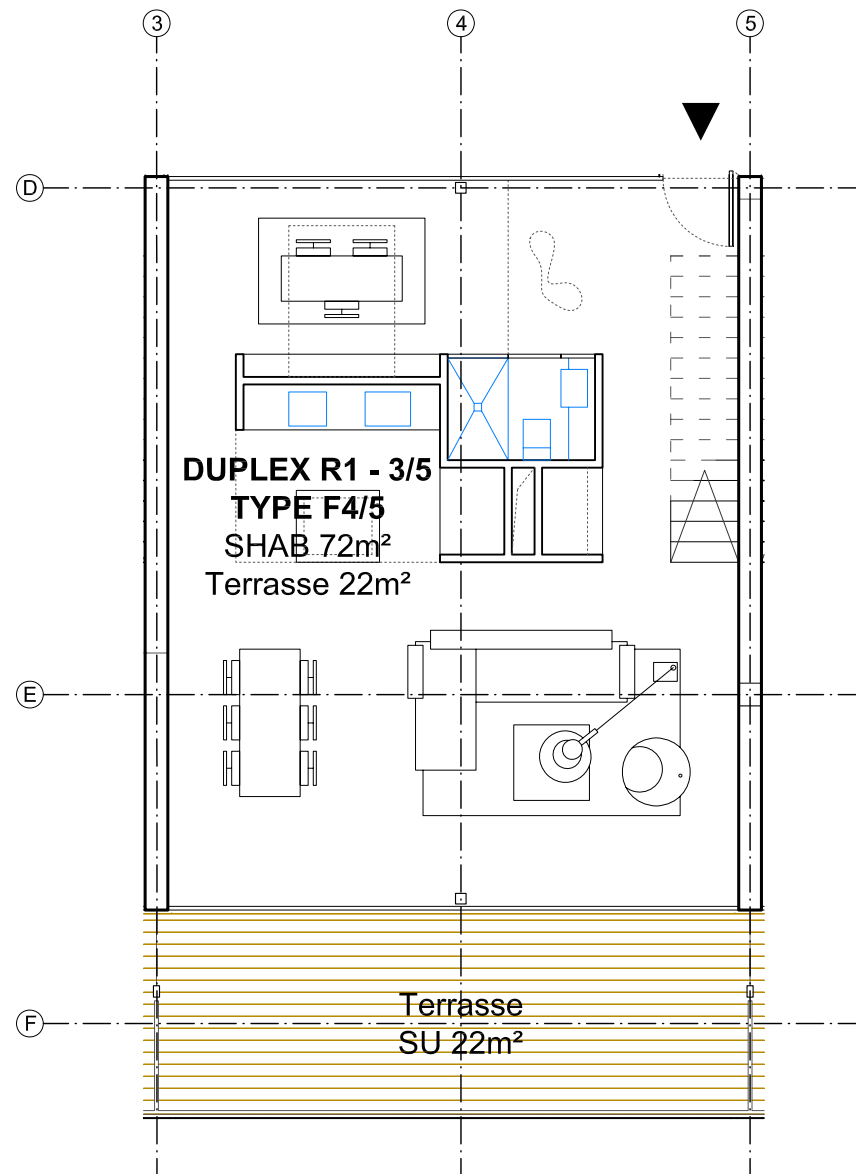 3 4 5
D
DUPLEX R1 - 3/5
TYPE F4/5
SHAB 72m²
Terrasse 22m²
E
Terrasse
SU 22m²
F